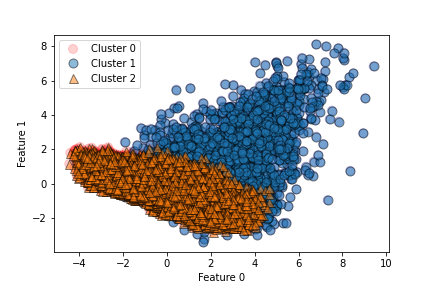 Cluster 0
Cluster 1
Cluster 2
8
6
4
2
0
−2
Feature 1
−4 −2 0 2 4 6 8 10
Feature 0